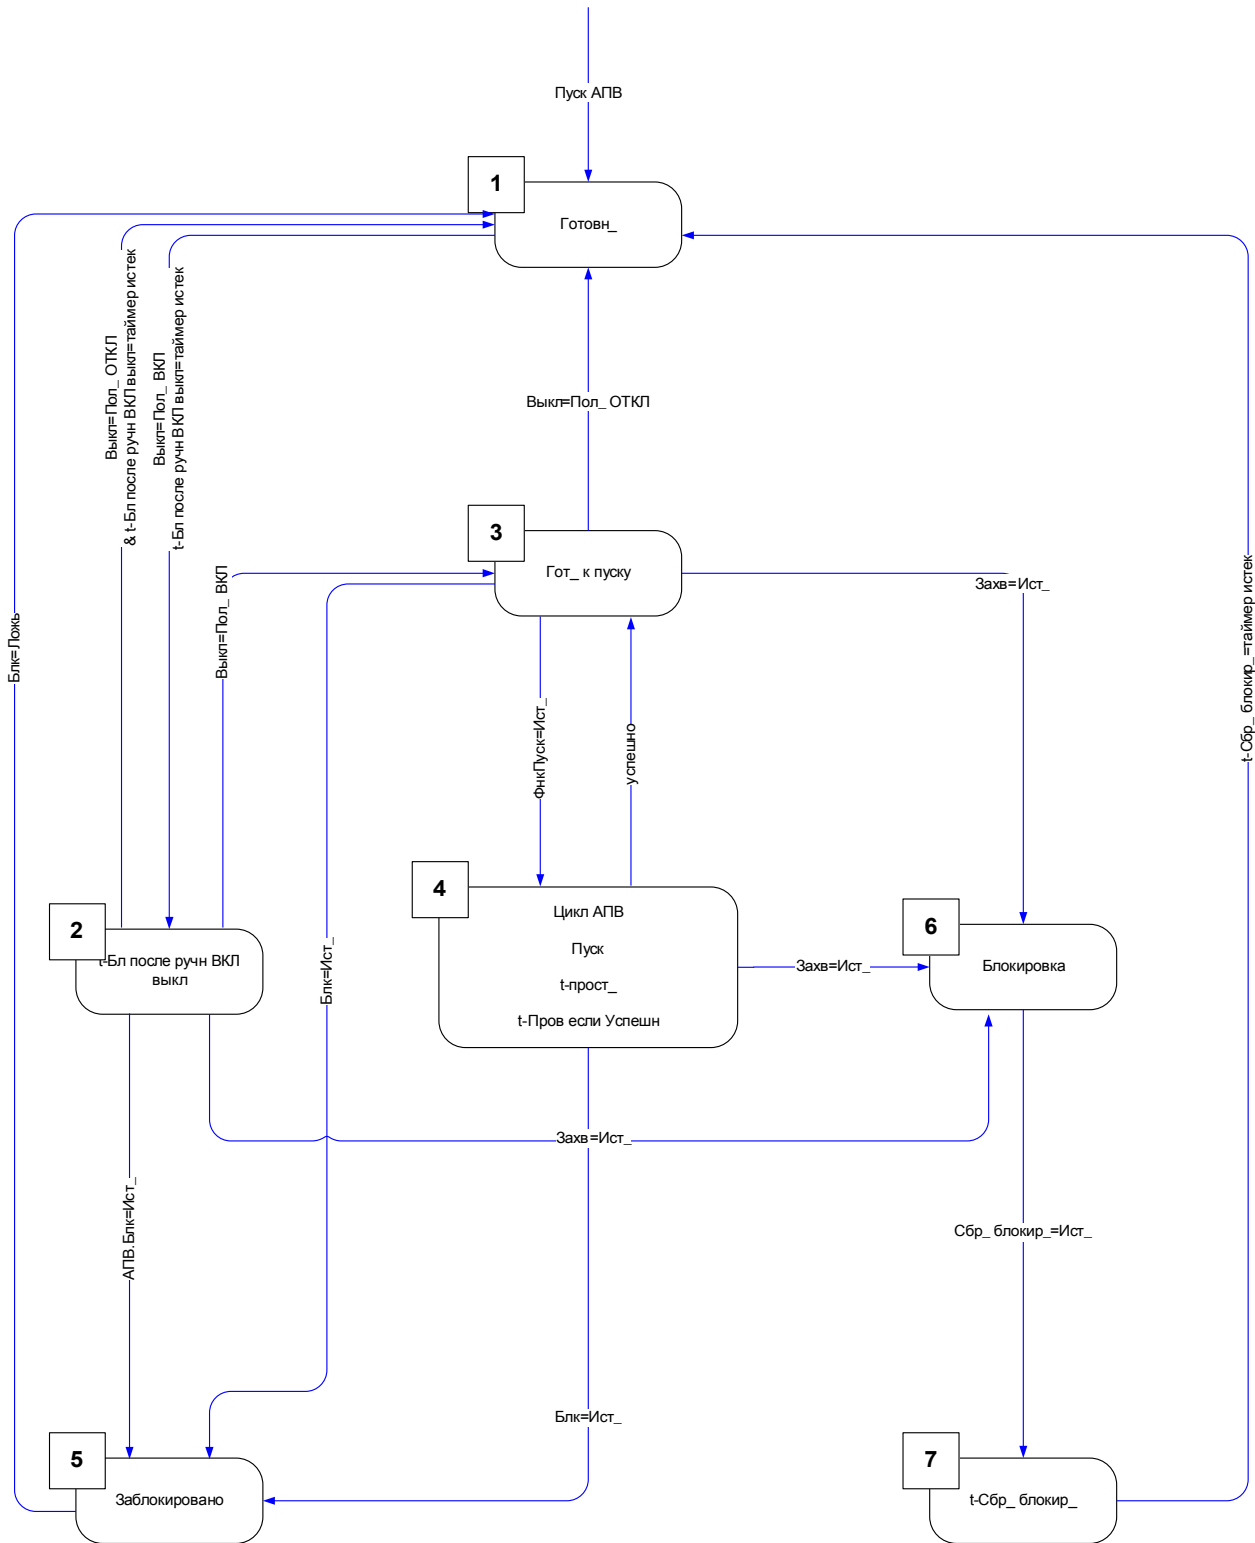 Пуск АПВ
1
Готовн_
Выкл=Пол_ ОТКЛ
& t-Бл после ручн ВКЛ выкл=таймер истек
Выкл=Пол_ ВКЛ
t-Бл после ручн ВКЛ выкл=таймер истек
Выкл=Пол_ ОТКЛ
3
Гот_ к пуску
Захв=Ист_
Выкл=Пол_ ВКЛ
Блк=Ложь
t-Сбр_ блокир_=таймер истек
ФнкПуск=Ист_
успешно
4
Цикл АПВ
Пуск
t-прост_
t-Пров если Успешн
2
t-Бл после ручн ВКЛ
выкл
Блк=Ист_
Захв=Ист_
6
Блокировка
Захв=Ист_
АПВ.Блк=Ист_
Сбр_ блокир_=Ист_
Блк=Ист_
5
Заблокировано
7
t-Сбр_ блокир_